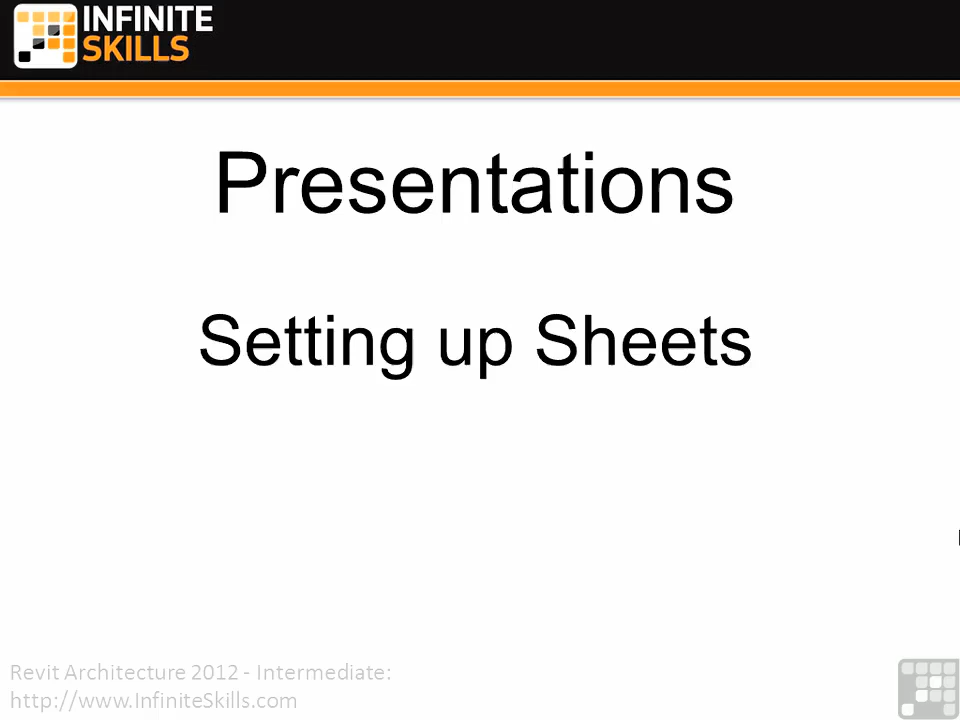 INFINITE
SKILLS
Presentations
Setting up Sheets
Revit Architecture 2012 - Intermediate:
http://www.InfiniteSkills.com